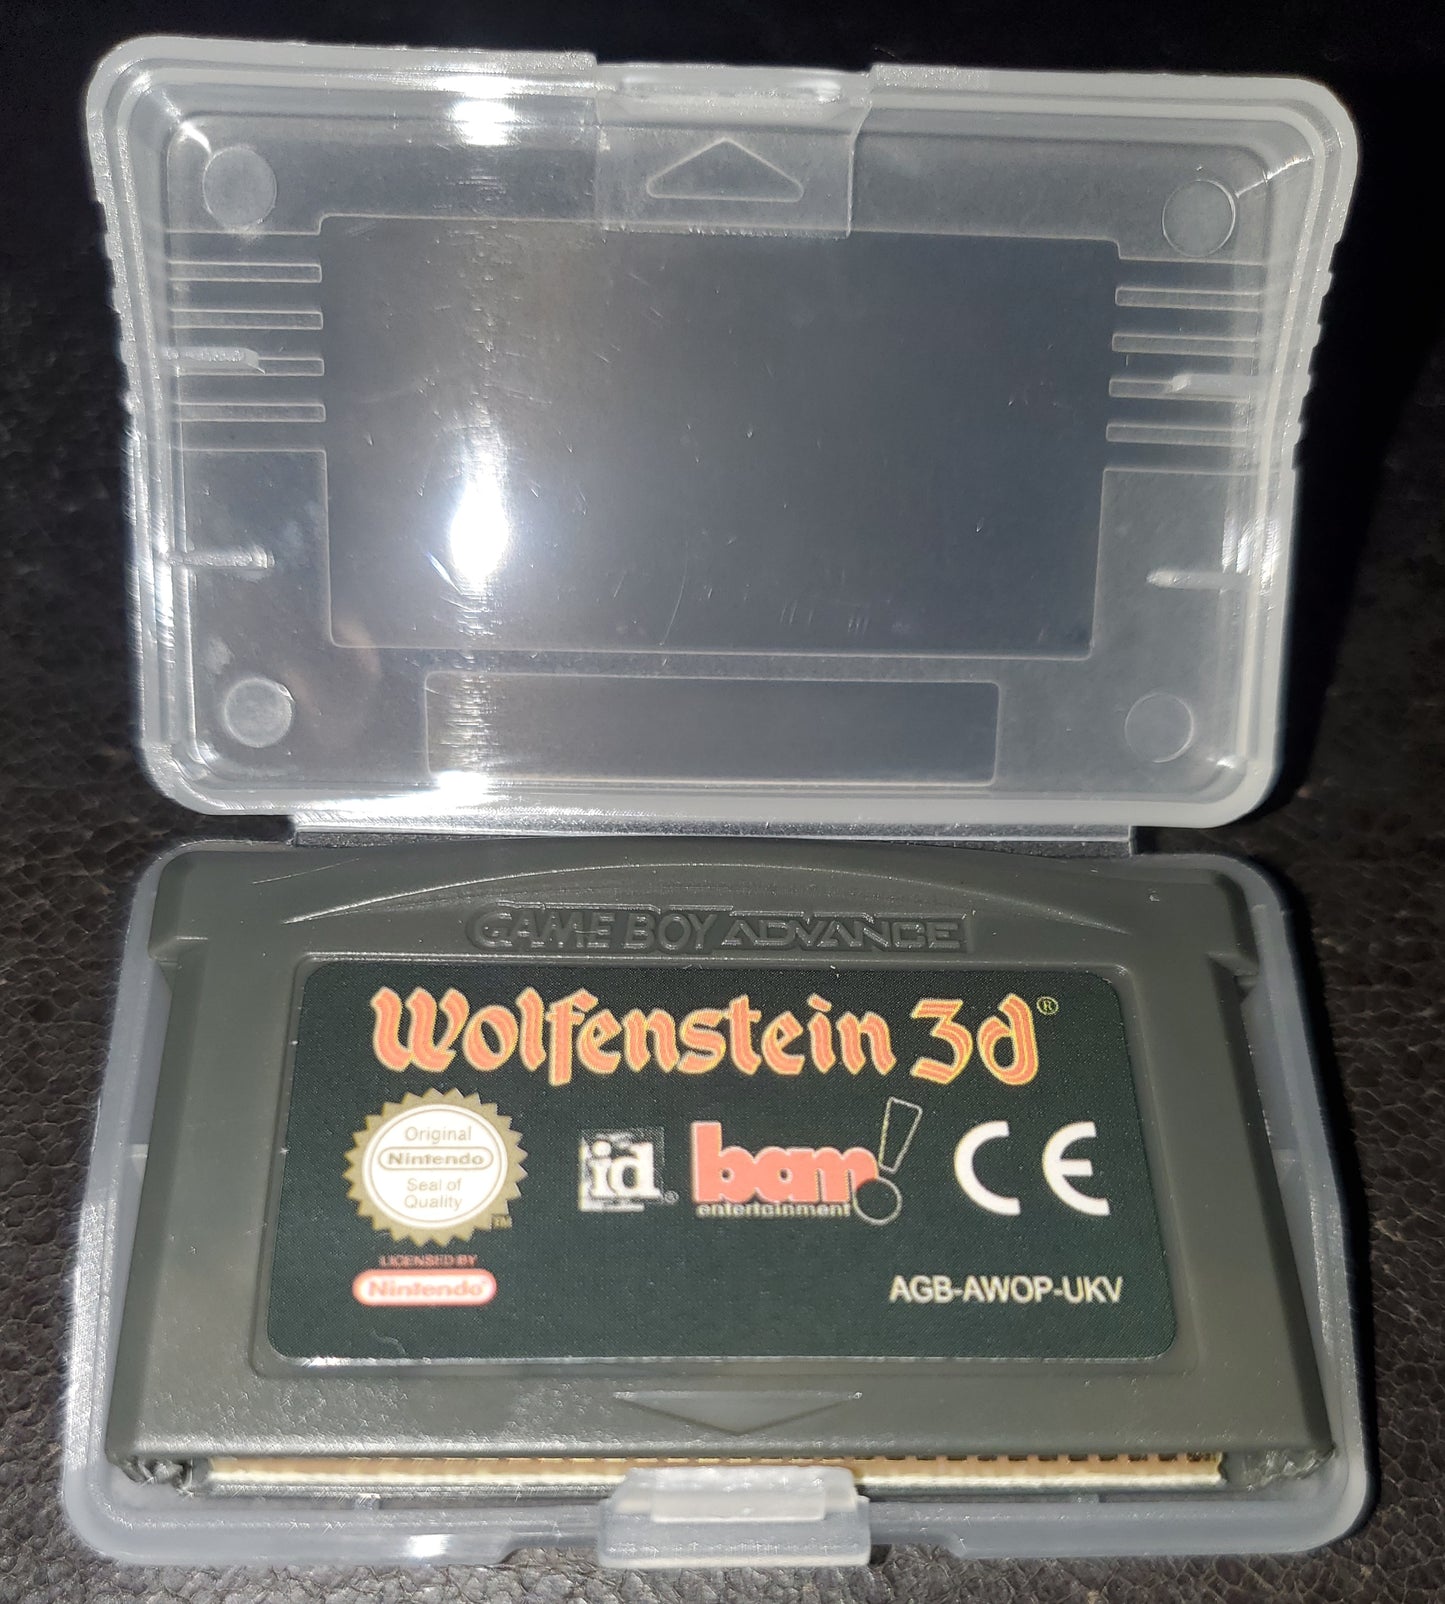 GAME BOY ADVANCE
Wolfenstein 3d®
Original
Nintendo
Seal of
Quality
TM
id®
bam!
entertainment
CE
LICENSED BY
Nintendo®
AGB-AWOP-UKV